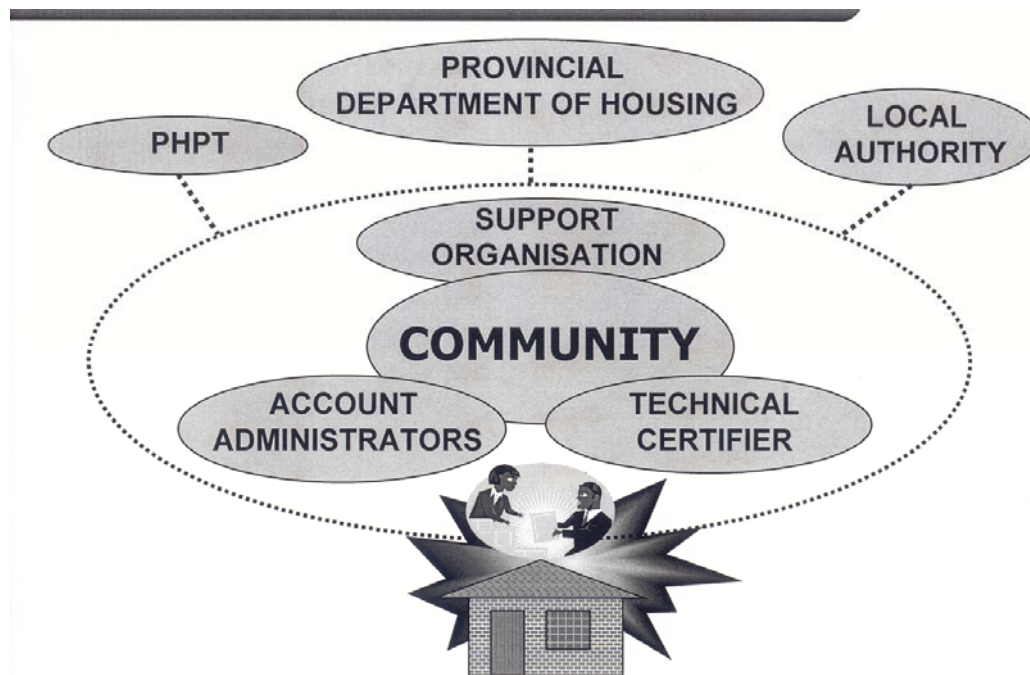 PROVINCIAL
DEPARTMENT OF HOUSING
PHPT
LOCAL
AUTHORITY
SUPPORT
ORGANISATION
COMMUNITY
ACCOUNT
ADMINISTRATORS
TECHNICAL
CERTIFIER